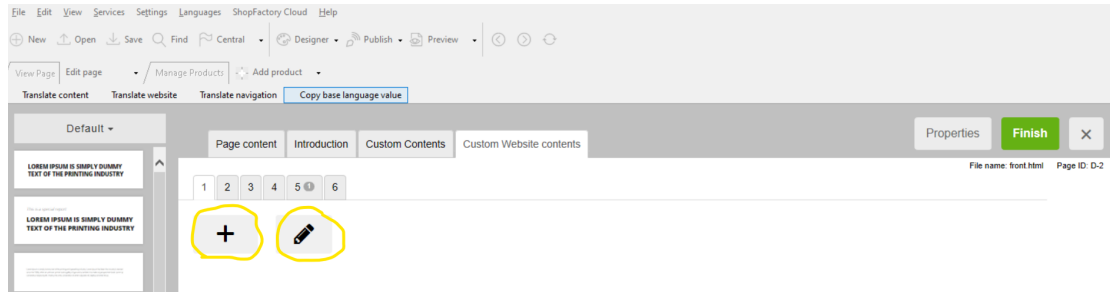 File Edit View Services Settings Languages ShopFactory Cloud Help
New Open Save Find Central Designer Publish Preview
View Page Edit page Manage Products Add product
Translate content Translate website Translate navigation Copy base language value
Default
Properties Finish
Page content Introduction Custom Contents Custom Website contents
File name: front.html Page ID: D-2
LOREM IPSUM IS SIMPLY DUMMY
TEXT OF THE PRINTING INDUSTRY
1 2 3 4 5 6
LOREM IPSUM IS SIMPLY DUMMY
TEXT OF THE PRINTING INDUSTRY